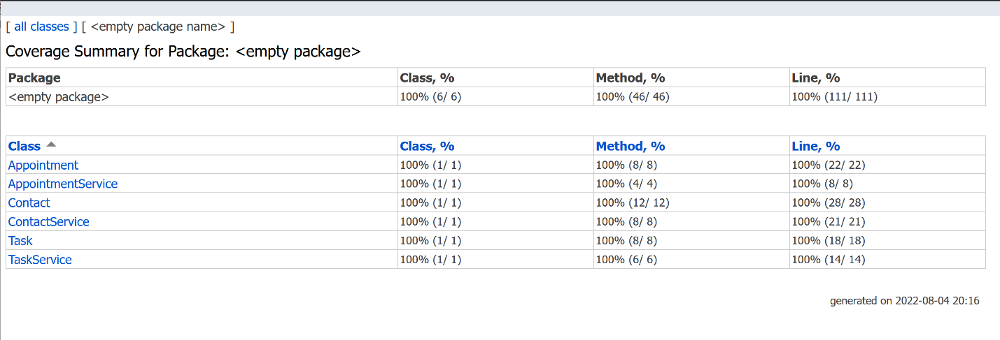 [ all classes ] [ <empty package name> ]
Coverage Summary for Package: <empty package>
Package Class, % Method, % Line, %
<empty package> 100% (6/ 6) 100% (46/ 46) 100% (111/ 111)
Class Class, % Method, % Line, %
Appointment 100% (1/ 1) 100% (8/ 8) 100% (22/ 22)
AppointmentService 100% (1/ 1) 100% (4/ 4) 100% (8/ 8)
Contact 100% (1/ 1) 100% (12/ 12) 100% (28/ 28)
ContactService 100% (1/ 1) 100% (8/ 8) 100% (21/ 21)
Task 100% (1/ 1) 100% (8/ 8) 100% (18/ 18)
TaskService 100% (1/ 1) 100% (6/ 6) 100% (14/ 14)
generated on 2022-08-04 20:16